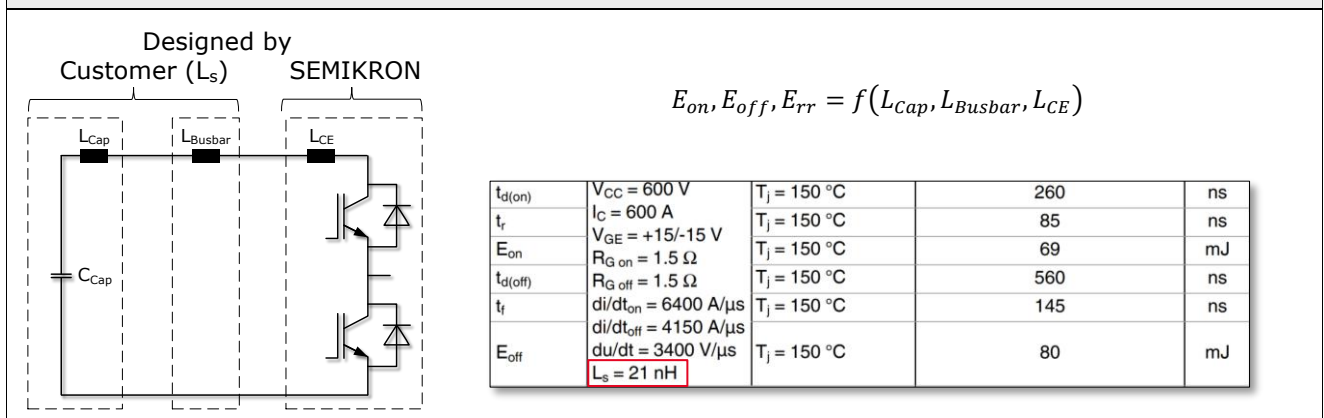 Designed by
Customer (Ls) SEMIKRON
LCap LBusbar LCE
CCap
Eon, Eoff, Err = f(LCap, LBusbar, LCE)
td(on) VCC = 600 V Tj = 150 °C 260 ns
IC = 600 A
tr Tj = 150 °C 85 ns
VGE = +15/-15 V
Eon Tj = 150 °C 69 mJ
RG on = 1.5 Ω
td(off) RG off = 1.5 Ω Tj = 150 °C 560 ns
tf di/dton = 6400 A/µs Tj = 150 °C 145 ns
di/dtoff = 4150 A/µs
Eoff du/dt = 3400 V/µs Tj = 150 °C 80 mJ
Ls = 21 nH